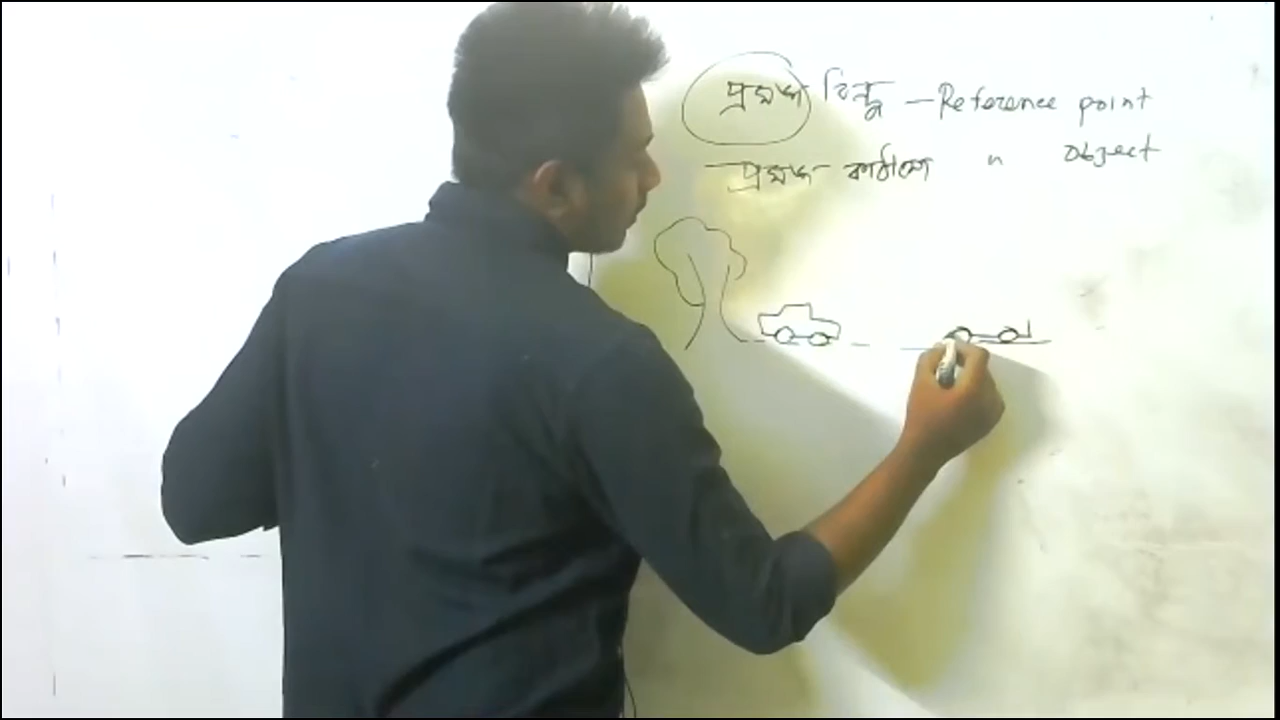 প্রসঙ্গ বিন্দু – Reference point
– প্রসঙ্গ কাঠামো " object